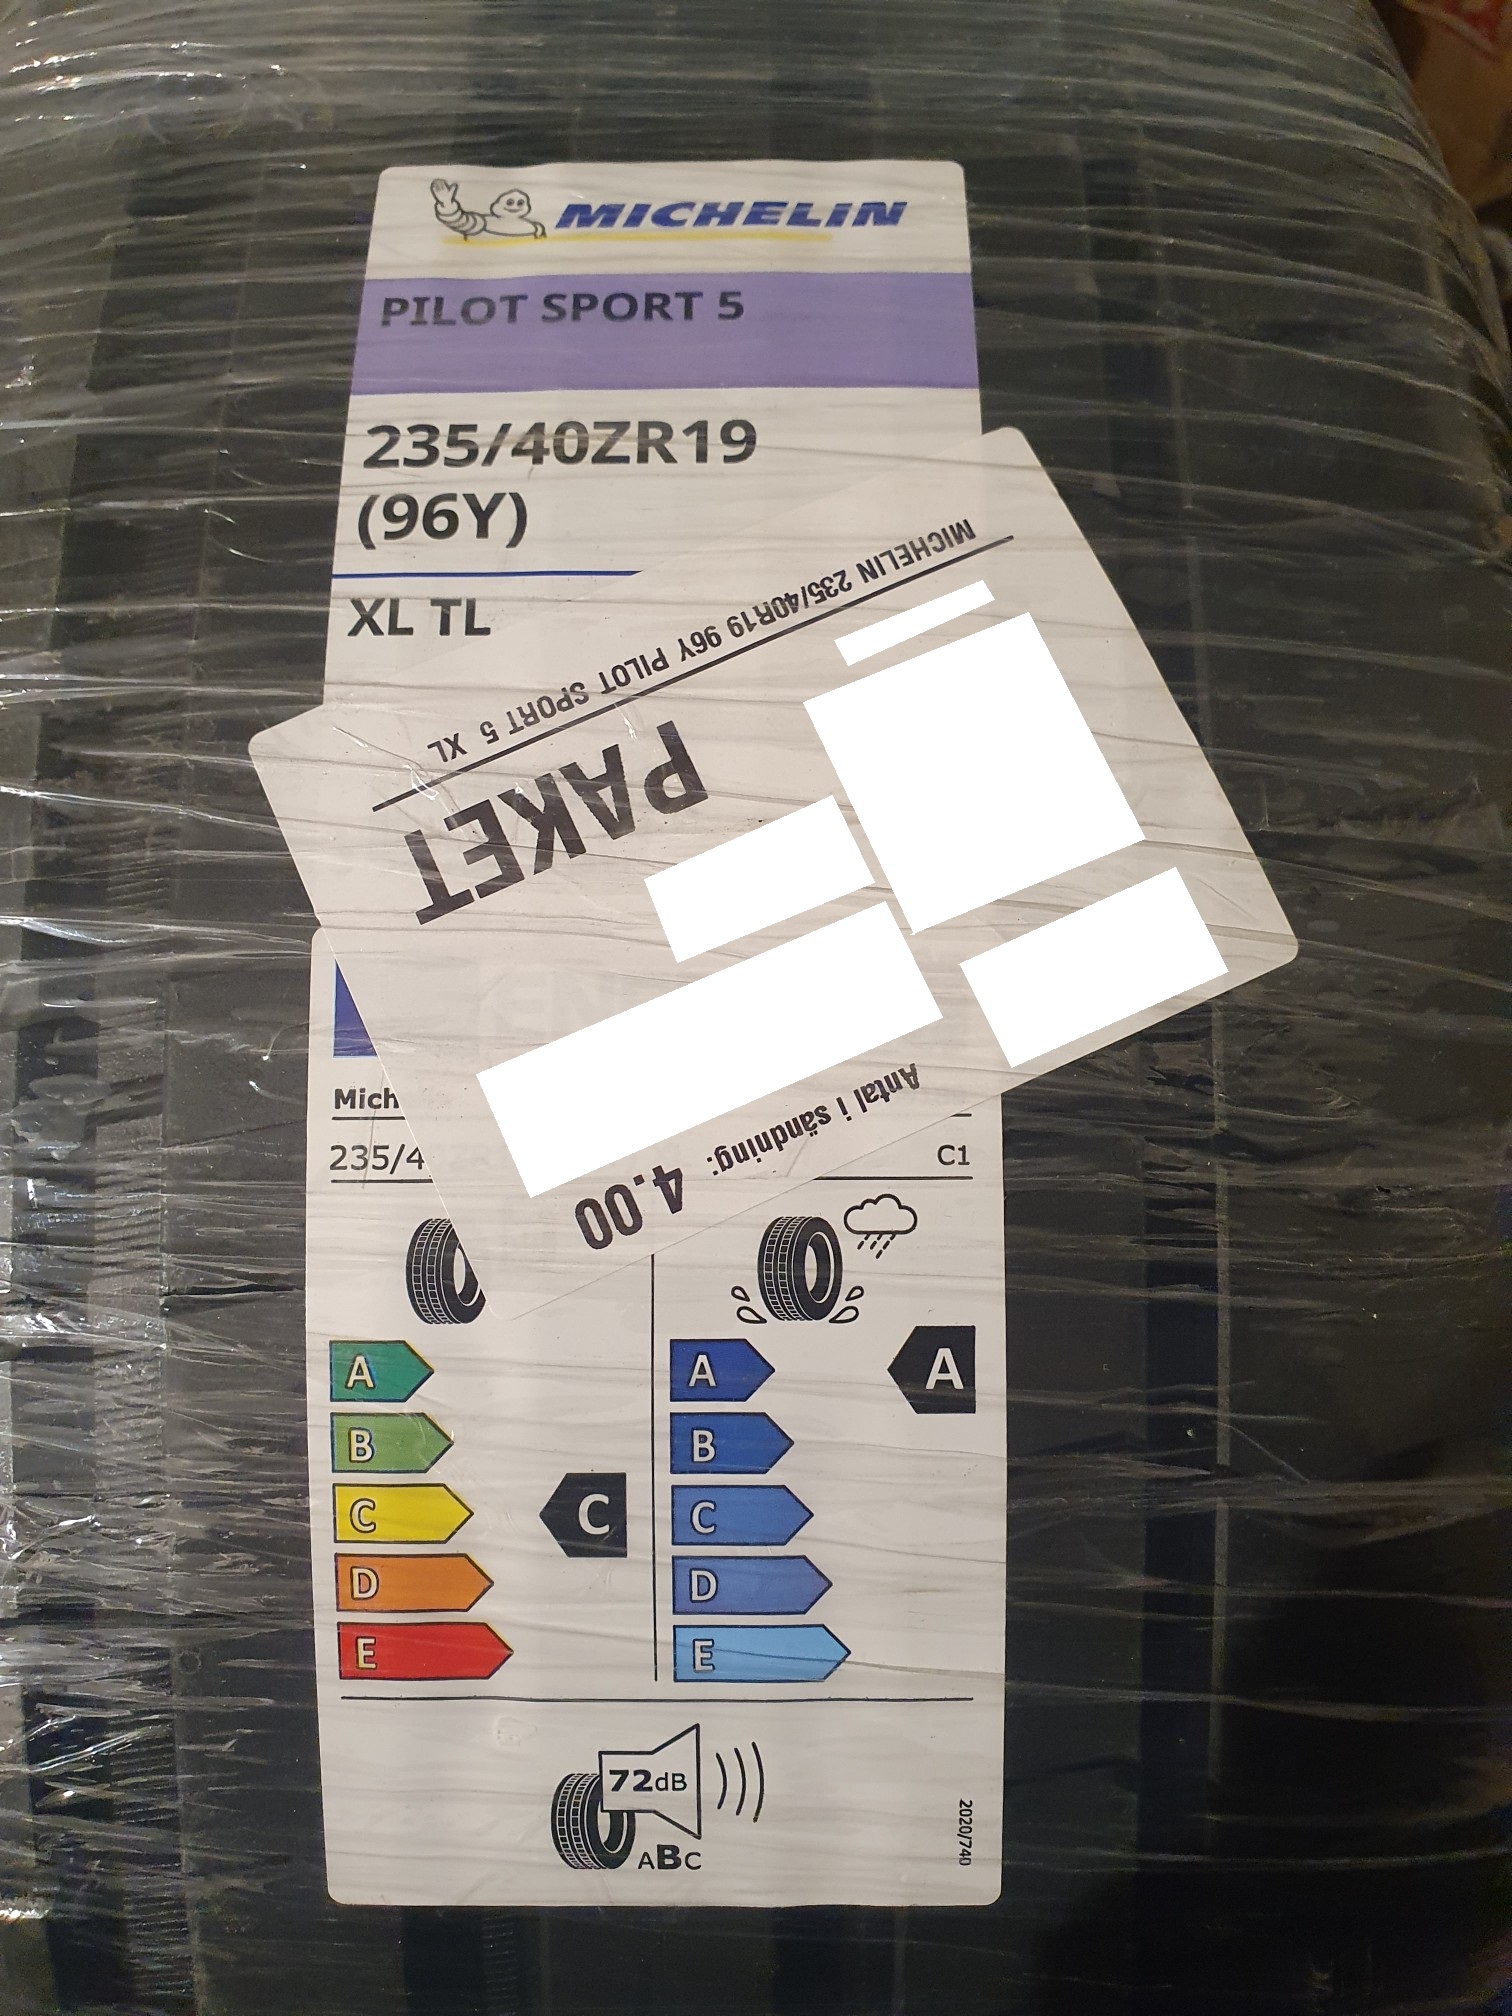 MICHELIN
PILOT SPORT 5
235/40ZR19
(96Y)
XL TL
MICHELIN 235/40R19 96Y PILOT SPORT 5 XL
PAKET
Antal i sändning: 4.00
Mich
235/4
C1
A
B
C
D
E
C
A
B
C
D
E
A
72dB
ABC
2020/740